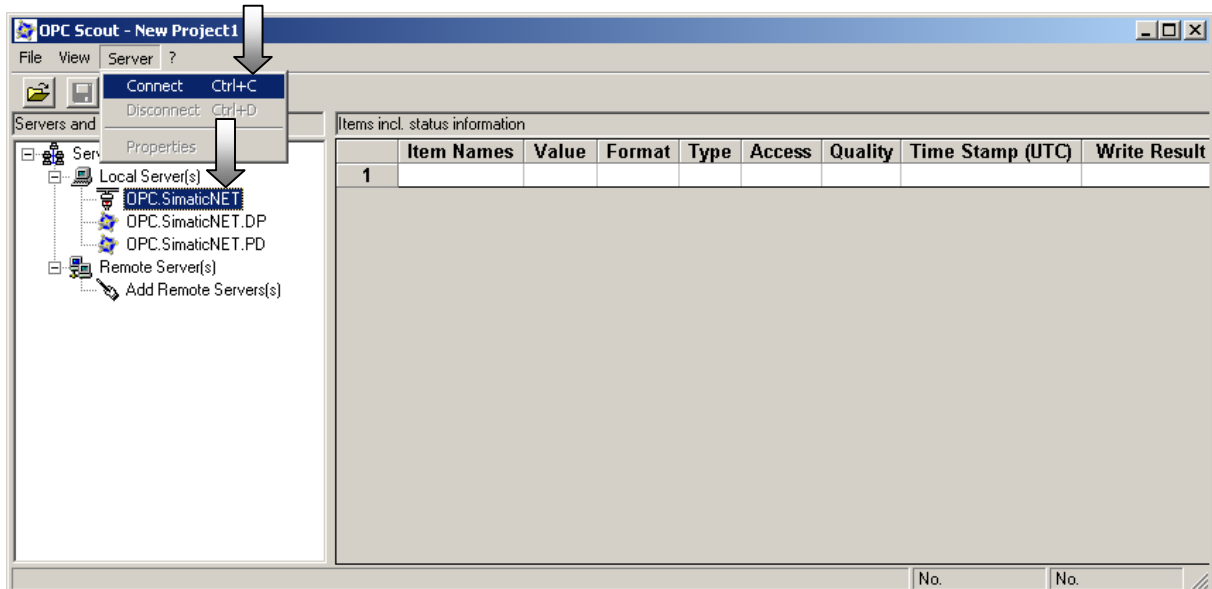 OPC Scout - New Project1
File View Server ?
Connect Ctrl+C
Disconnect Ctrl+D
Properties
Servers and
Items incl. status information
Item Names Value Format Type Access Quality Time Stamp (UTC) Write Result
1
Serv
Local Server(s)
OPC.SimaticNET
OPC.SimaticNET.DP
OPC.SimaticNET.PD
Remote Server(s)
Add Remote Servers(s)
No. No.